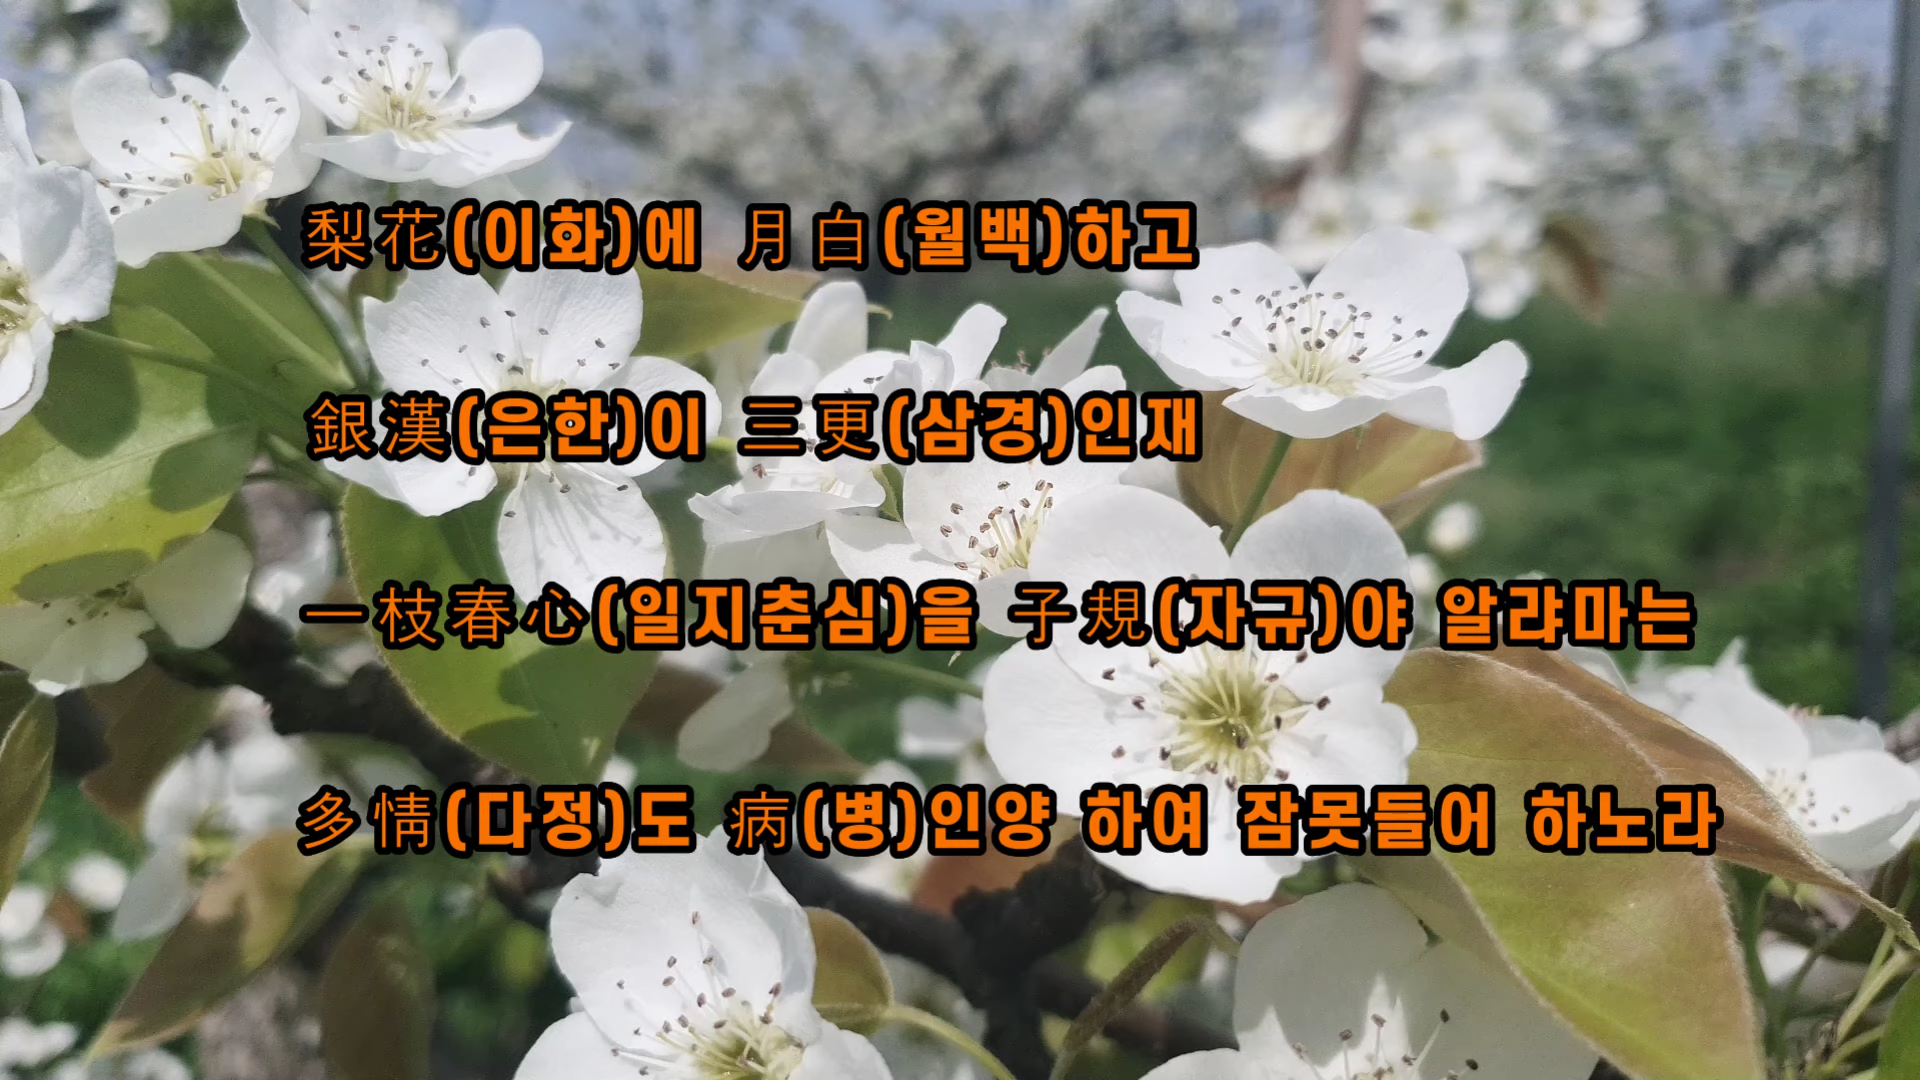 梨花(이화)에 月白(월백)하고
銀漢(은한)이 三更(삼경)인재
一枝春心(일지춘심)을 子規(자규)야 알랴마는
多情(다정)도 病(병)인양 하여 잠못들어 하노라